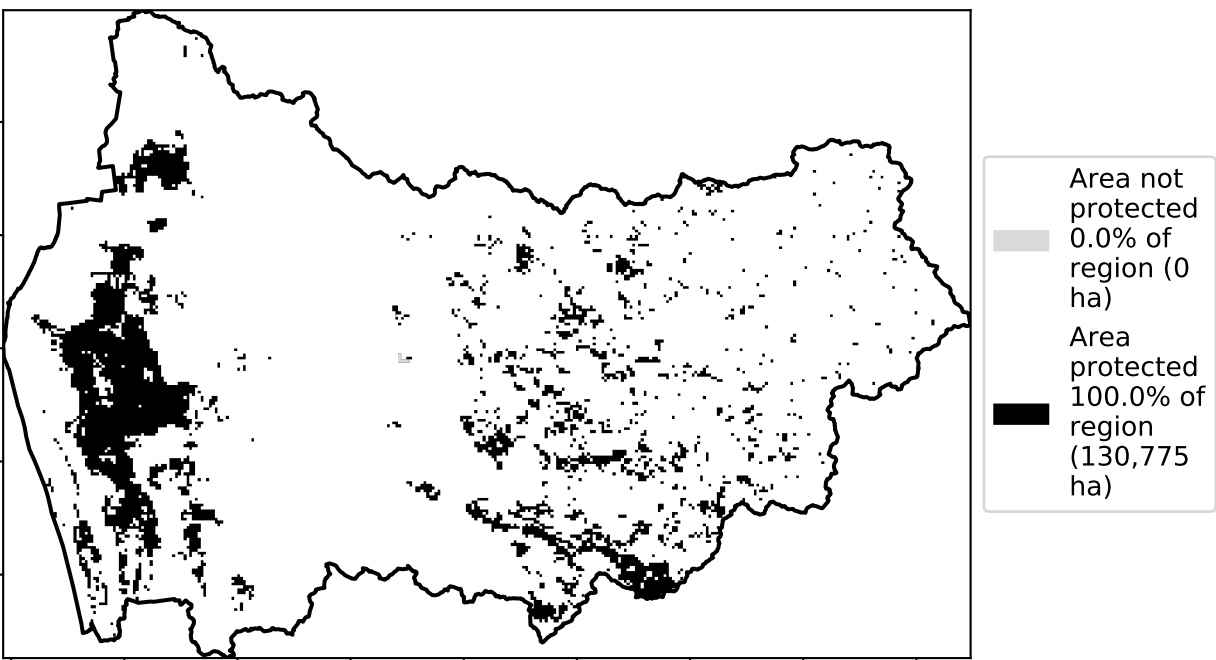 Area not
protected
0.0% of
region (0
ha)
Area
protected
100.0% of
region
(130,775
ha)